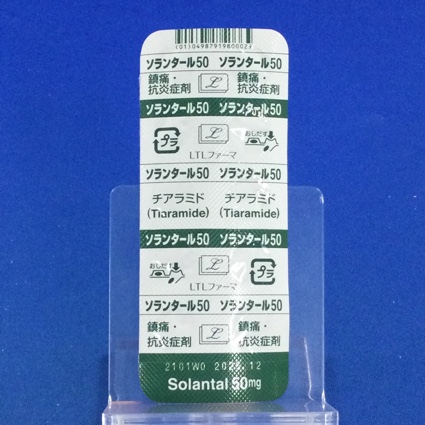 (01)04987919800023
ソランタール50 ソランタール50
鎮痛・
抗炎症剤
鎮痛・
抗炎症剤
ソランタール50 ソランタール50
プラ
おしだす
LTLファーマ
ソランタール50 ソランタール50
チアラミド
(Tiaramide)
チアラミド
(Tiaramide)
ソランタール50 ソランタール50
おしだす
プラ
LTLファーマ
ソランタール50 ソランタール50
鎮痛・
抗炎症剤
鎮痛・
抗炎症剤
2101W0
Solantal 50mg